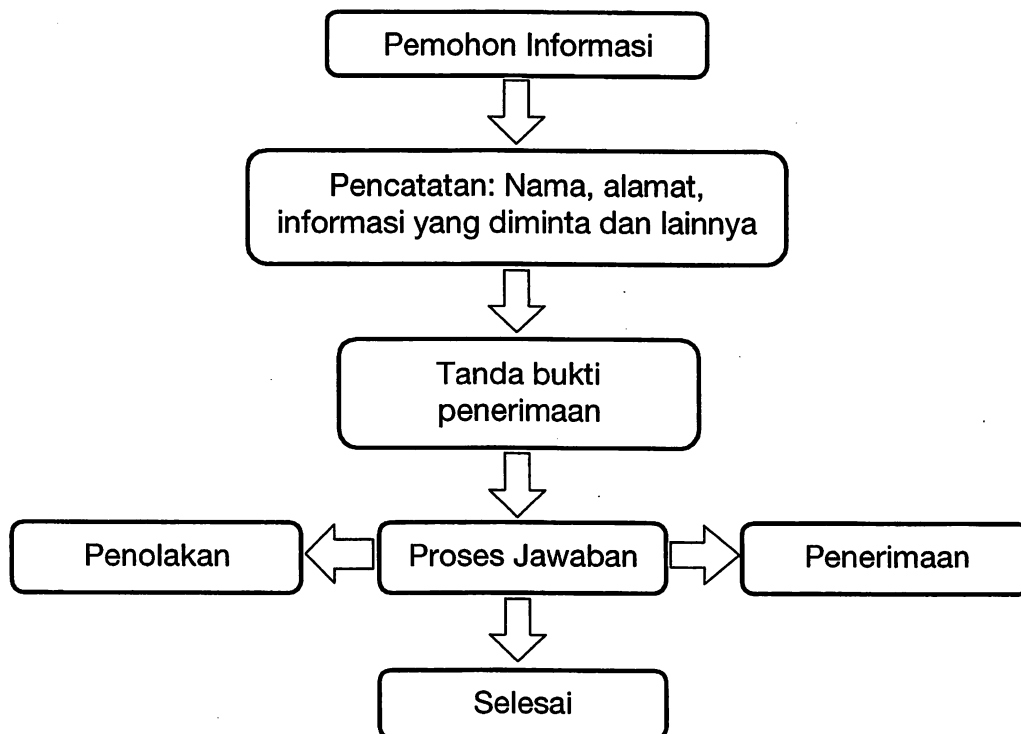 Pemohon Informasi
Pencatatan: Nama, alamat,
informasi yang diminta dan lainnya
Tanda bukti
penerimaan
Penolakan
Proses Jawaban
Penerimaan
Selesai